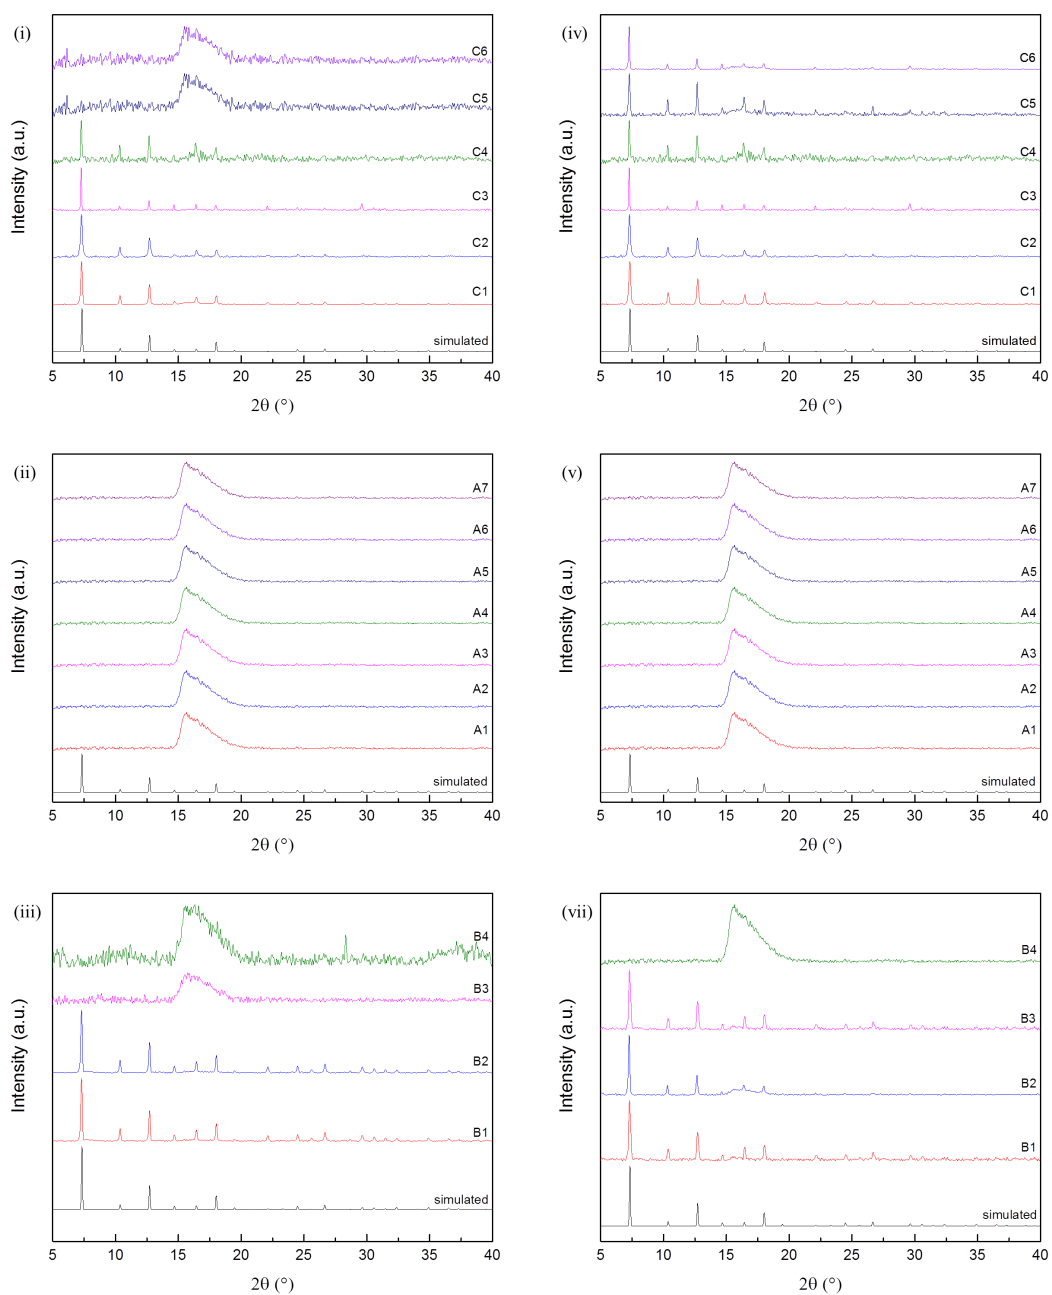 (i)
C6
C5
C4
C3
C2
C1
simulated
Intensity (a.u.)
5 10 15 20 25 30 35 40
2θ (°)
(iv)
C6
C5
C4
C3
C2
C1
simulated
Intensity (a.u.)
5 10 15 20 25 30 35 40
2θ (°)
(ii)
A7
A6
A5
A4
A3
A2
A1
simulated
Intensity (a.u.)
5 10 15 20 25 30 35 40
2θ (°)
(v)
A7
A6
A5
A4
A3
A2
A1
simulated
Intensity (a.u.)
5 10 15 20 25 30 35 40
2θ (°)
(iii)
B4
B3
B2
B1
simulated
Intensity (a.u.)
5 10 15 20 25 30 35 40
2θ (°)
(vii)
B4
B3
B2
B1
simulated
Intensity (a.u.)
5 10 15 20 25 30 35 40
2θ (°)